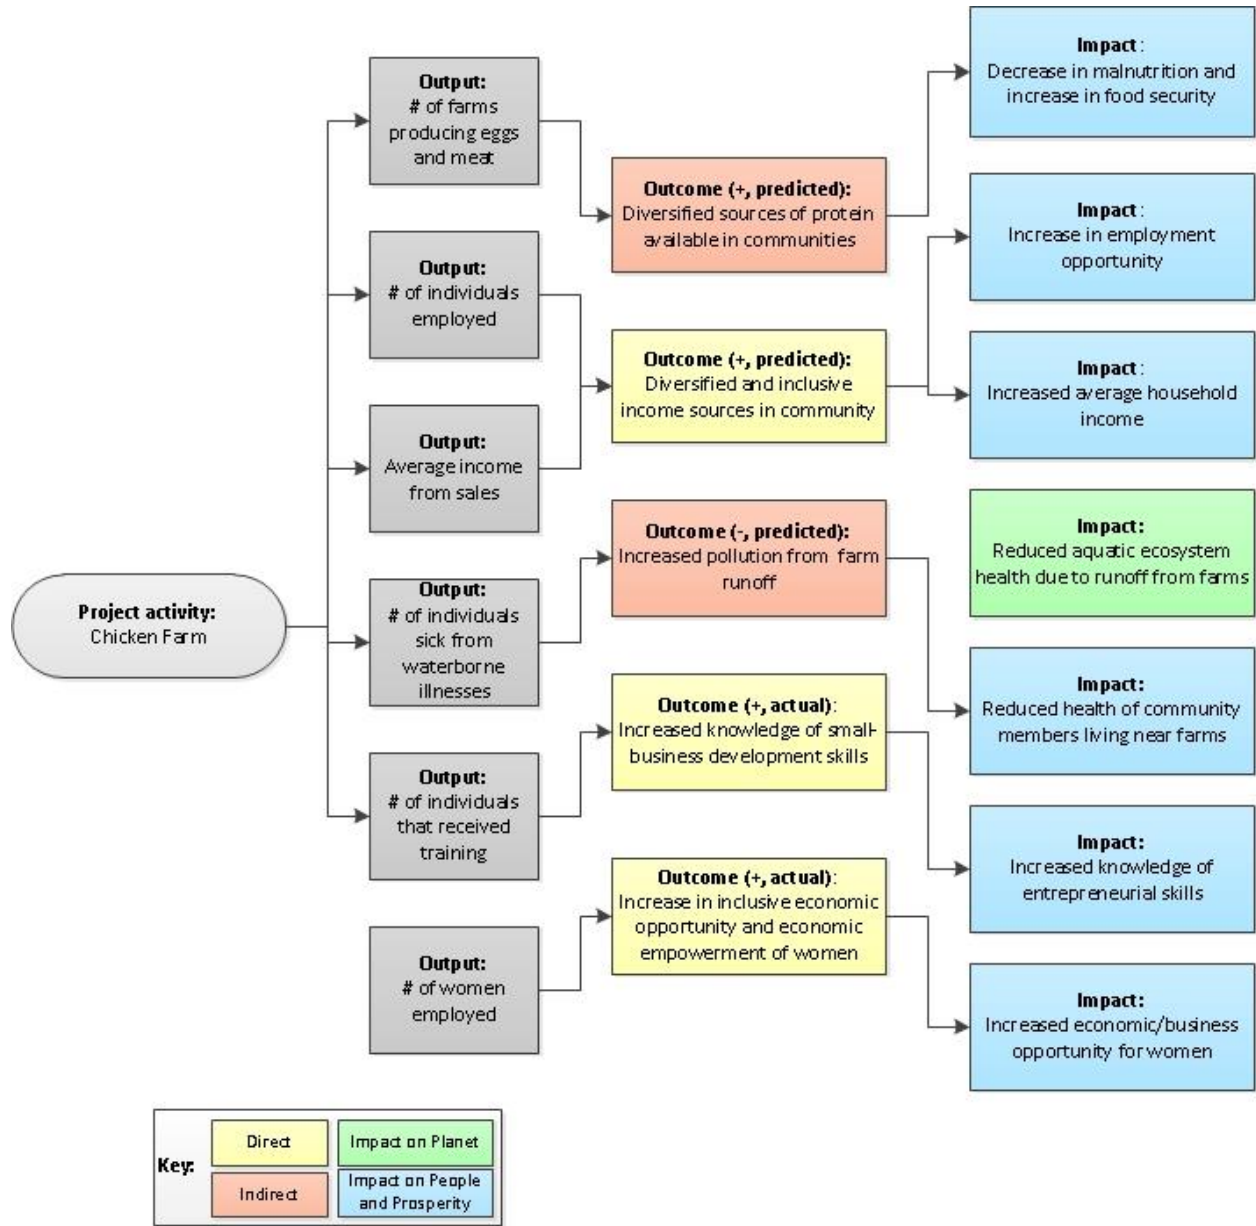 Project activity:
Chicken Farm
Output:
# of farms
producing eggs
and meat
Output:
# of individuals
employed
Output:
Average income
from sales
Output:
# of individuals
sick from
waterborne
illnesses
Output:
# of individuals
that received
training
Output:
# of women
employed
Outcome (+, predicted):
Diversified sources of protein
available in communities
Outcome (+, predicted):
Diversified and inclusive
income sources in community
Outcome (-, predicted):
Increased pollution from farm
runoff
Outcome (+, actual):
Increased knowledge of small-
business development skills
Outcome (+, actual):
Increase in inclusive economic
opportunity and economic
empowerment of women
Impact :
Decrease in malnutrition and
increase in food security
Impact :
Increase in employment
opportunity
Impact :
Increased average household
income
Impact:
Reduced aquatic ecosystem
health due to runoff from farms
Impact:
Reduced health of community
members living near farms
Impact:
Increased knowledge of
entrepreneurial skills
Impact:
Increased economic/business
opportunity for women
Key:
Direct
Impact on Planet
Indirect
Impact on People
and Prosperity